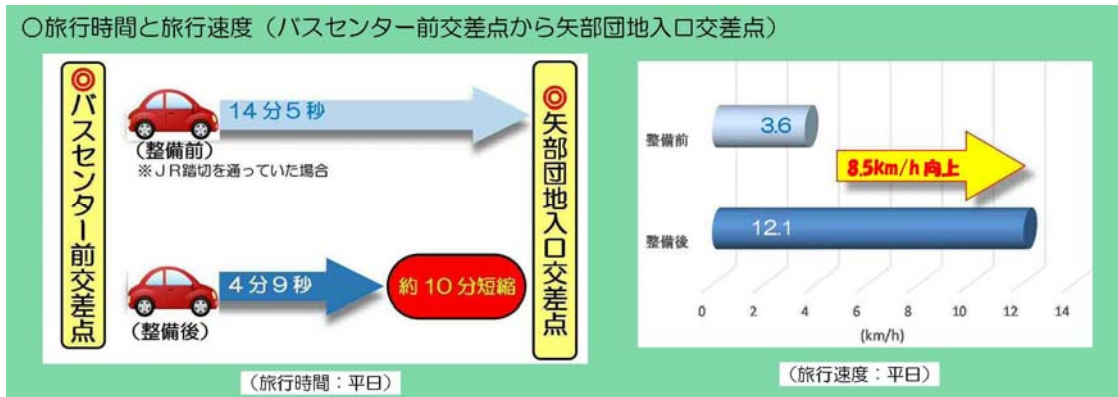 〇旅行時間と旅行速度（バスセンター前交差点から矢部団地入口交差点）
◎バスセンター前交差点
14分5秒
（整備前）
※JR踏切を通っていた場合
4分9秒
（整備後）
約10分短縮
◎矢部団地入口交差点
（旅行時間：平日）
整備前
3.6
8.5km/h向上
整備後
12.1
0 2 4 6 8 10 12 14
(km/h)
（旅行速度：平日）